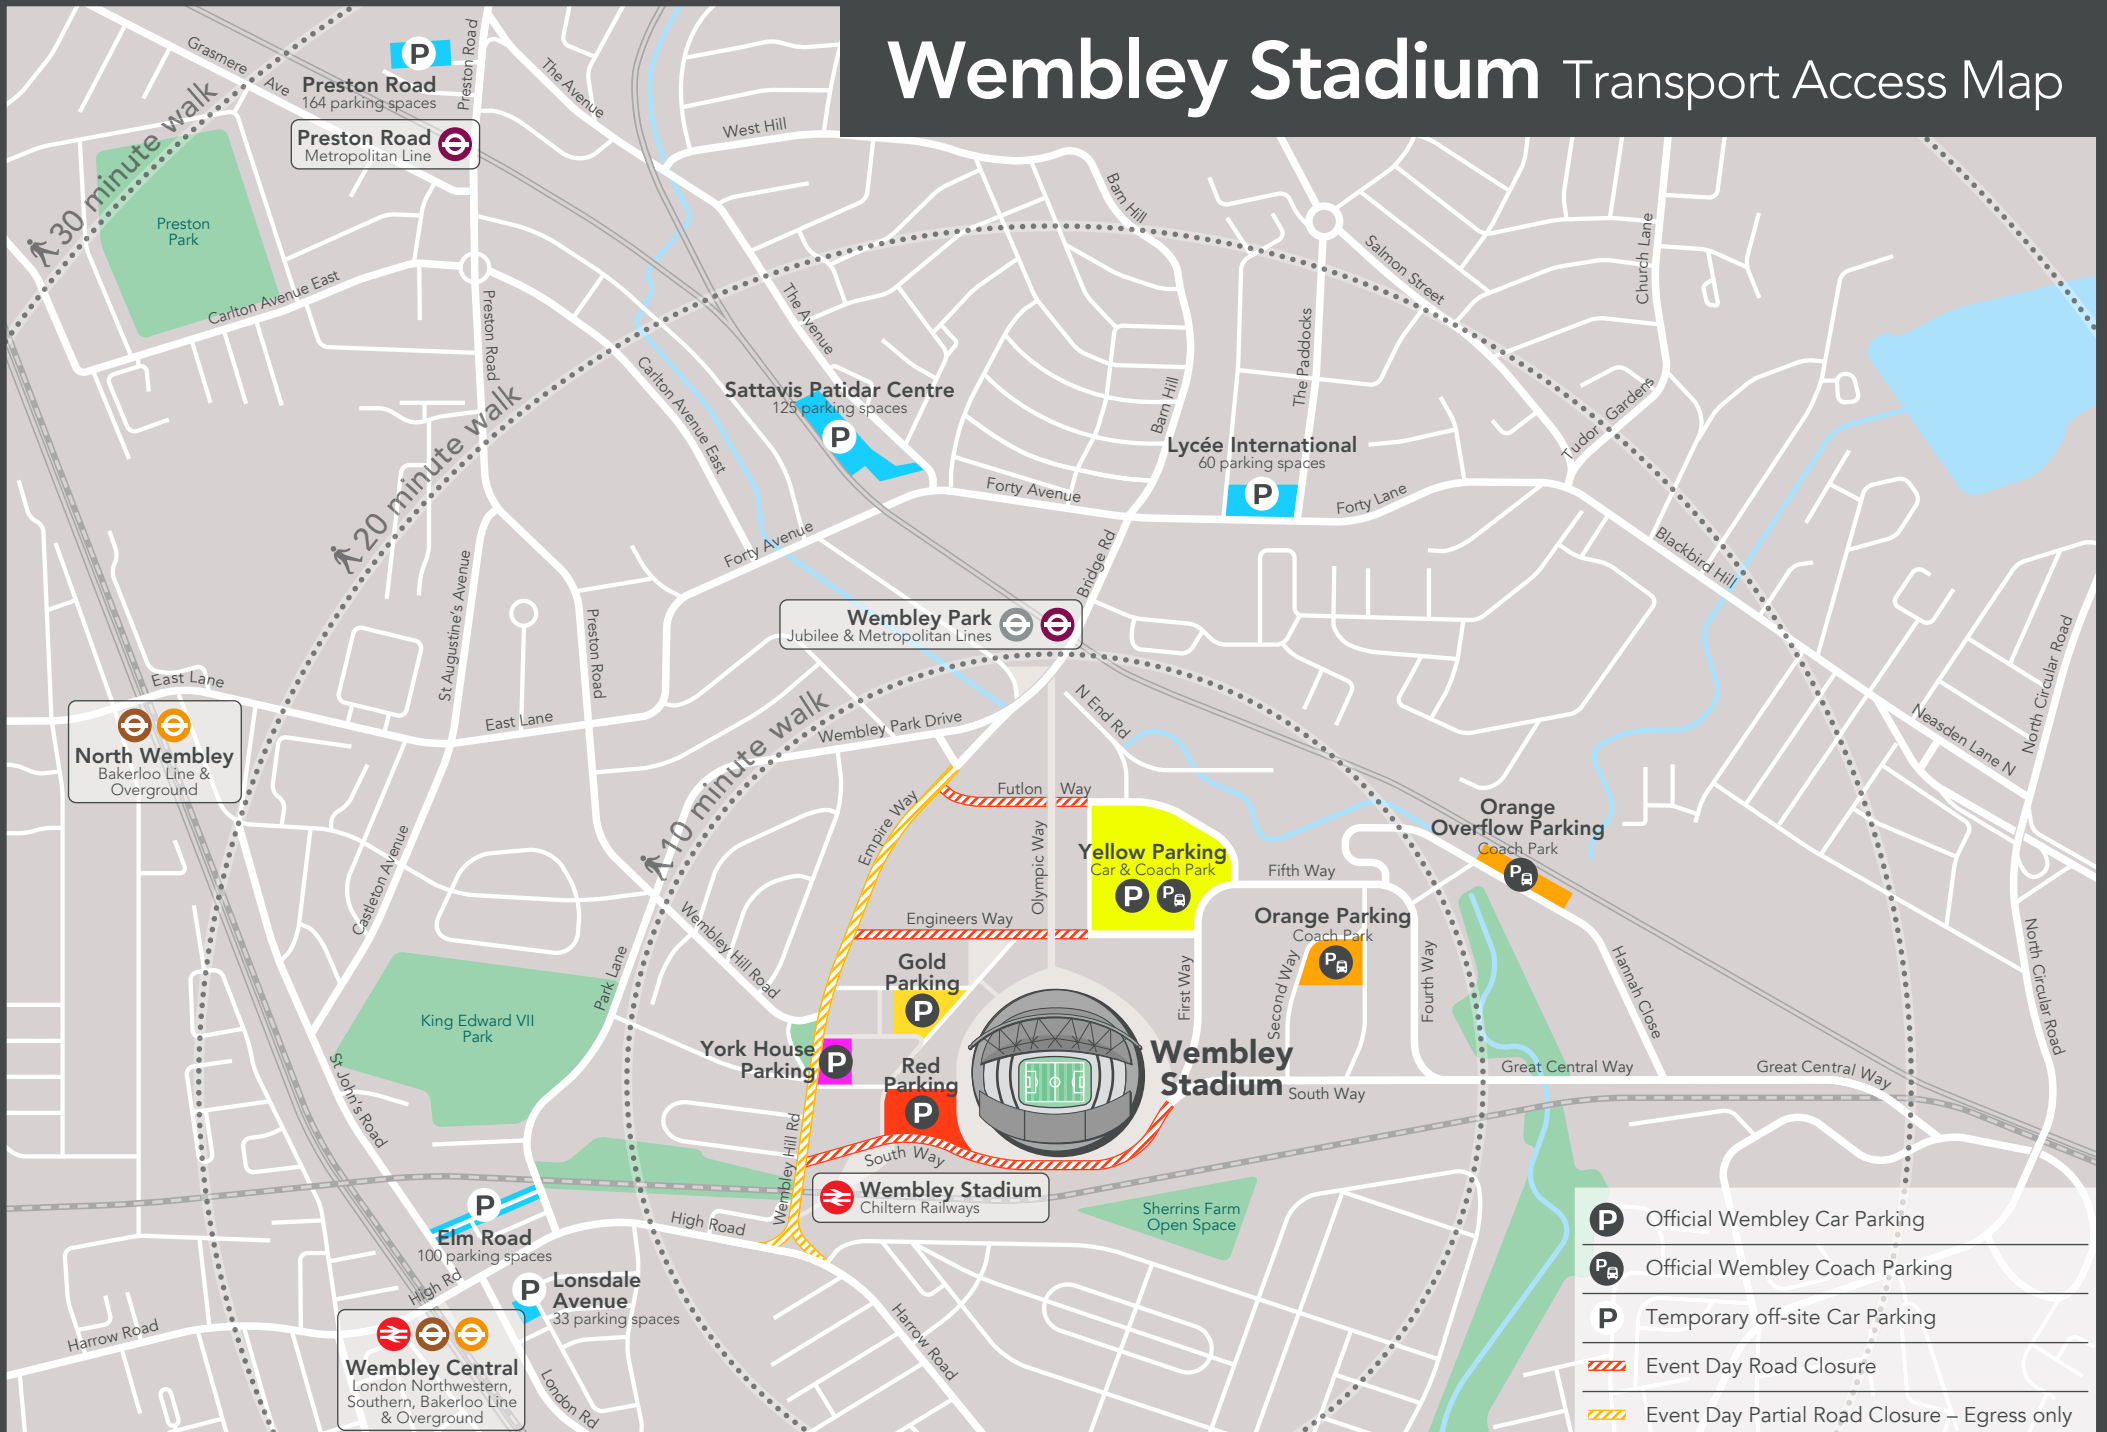 Wembley Stadium Transport Access Map
Grasmere Ave
P
Preston Road
164 parking spaces
Preston Road
Metropolitan Line
Preston Road
The Avenue
West Hill
Barn Hill
30 minute walk
Preston
Park
Carlton Avenue East
Preston Road
The Avenue
Salmon Street
Church Lane
The Paddocks
Carlton Avenue East
20 minute walk
Sattavis Patidar Centre
125 parking spaces
P
Barn Hill
Lycée International
60 parking spaces
P
Tudor Gardens
Forty Avenue
Forty Lane
Forty Avenue
Bridge Rd
Blackbird Hill
St Augustine's Avenue
Preston Road
Wembley Park
Jubilee & Metropolitan Lines
North Circular Road
East Lane
North Wembley
Bakerloo Line &
Overground
East Lane
10 minute walk
Wembley Park Drive
N End Rd
Neasden Lane N
Futlon Way
Empire Way
Olympic Way
Yellow Parking
Car & Coach Park
P P
Orange
Overflow Parking
Coach Park
P
Fifth Way
Castleton Avenue
Wembley Hill Road
Engineers Way
Orange Parking
Coach Park
P
Park Lane
Gold
Parking
P
First Way
Second Way
Fourth Way
Hannah Close
North Circular Road
King Edward VII
Park
York House
Parking
P
Red
Parking
P
Wembley
Stadium
South Way
Great Central Way
Great Central Way
St John's Road
Wembley Hill Rd
South Way
Wembley Stadium
Chiltern Railways
Sherrins Farm
Open Space
P
Elm Road
100 parking spaces
High Road
High Rd
P
Lonsdale
Avenue
33 parking spaces
Harrow Road
Wembley Central
London Northwestern,
Southern, Bakerloo Line
& Overground
London Rd
Harrow Road
P Official Wembley Car Parking
P Official Wembley Coach Parking
P Temporary off-site Car Parking
Event Day Road Closure
Event Day Partial Road Closure – Egress only